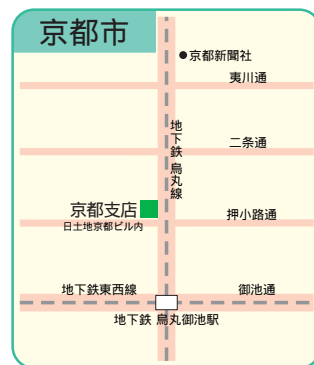 京都市
●京都新聞社
夷川通
地下鉄 烏丸線
二条通
京都支店
日土地京都ビル内
押小路通
地下鉄東西線
御池通
地下鉄 烏丸御池駅